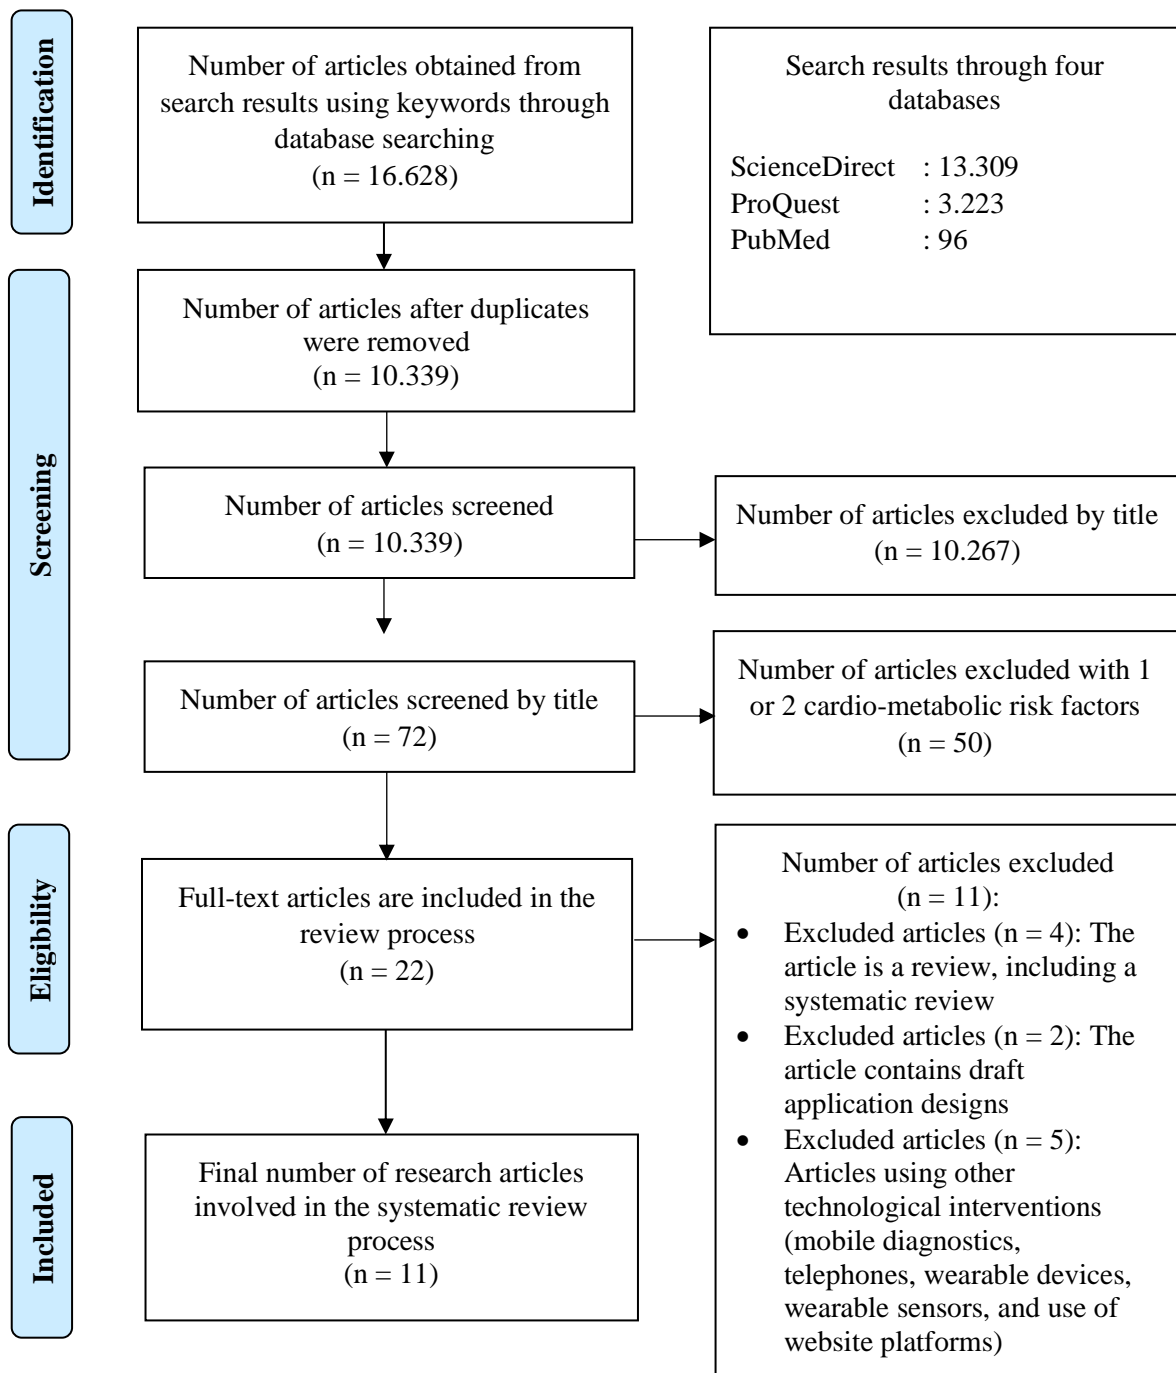 Identification
Number of articles obtained from
search results using keywords through
database searching
(n = 16.628)
Search results through four
databases
ScienceDirect : 13.309
ProQuest : 3.223
PubMed : 96
Screening
Number of articles after duplicates
were removed
(n = 10.339)
Number of articles screened
(n = 10.339)
Number of articles excluded by title
(n = 10.267)
Number of articles screened by title
(n = 72)
Number of articles excluded with 1
or 2 cardio-metabolic risk factors
(n = 50)
Eligibility
Full-text articles are included in the
review process
(n = 22)
Number of articles excluded
(n = 11):
• Excluded articles (n = 4): The
article is a review, including a
systematic review
• Excluded articles (n = 2): The
article contains draft
application designs
• Excluded articles (n = 5):
Articles using other
technological interventions
(mobile diagnostics,
telephones, wearable devices,
wearable sensors, and use of
website platforms)
Included
Final number of research articles
involved in the systematic review
process
(n = 11)